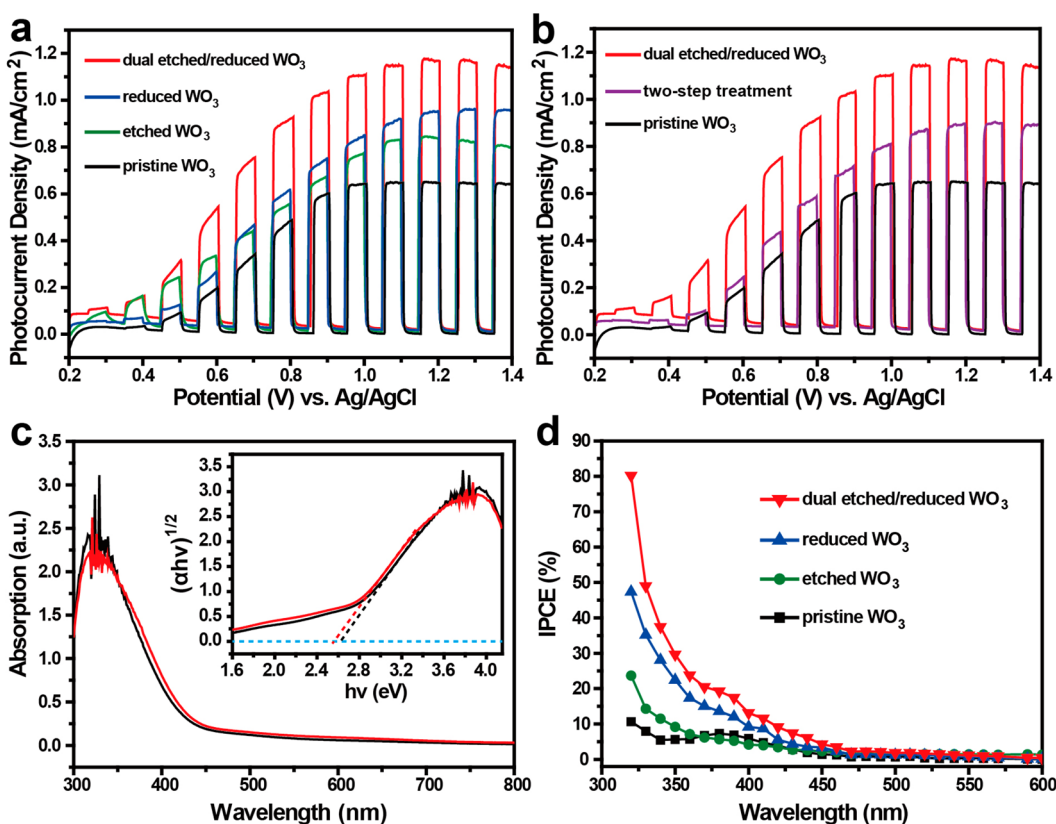 a
Photocurrent Density (mA/cm²)
1.2
1.0
0.8
0.6
0.4
0.2
0.0
dual etched/reduced WO₃
reduced WO₃
etched WO₃
pristine WO₃
0.2 0.4 0.6 0.8 1.0 1.2 1.4
Potential (V) vs. Ag/AgCl
b
Photocurrent Density (mA/cm²)
1.2
1.0
0.8
0.6
0.4
0.2
0.0
dual etched/reduced WO₃
two-step treatment
pristine WO₃
0.2 0.4 0.6 0.8 1.0 1.2 1.4
Potential (V) vs. Ag/AgCl
c
Absorption (a.u.)
3.5
3.0
2.5
2.0
1.5
1.0
0.5
0.0
(αhν)^1/2
3.5
3.0
2.5
2.0
1.5
1.0
0.5
0.0
1.6 2.0 2.4 2.8 3.2 3.6 4.0
hν (eV)
300 400 500 600 700 800
Wavelength (nm)
d
IPCE (%)
90
80
70
60
50
40
30
20
10
0
dual etched/reduced WO₃
reduced WO₃
etched WO₃
pristine WO₃
300 350 400 450 500 550 600
Wavelength (nm)